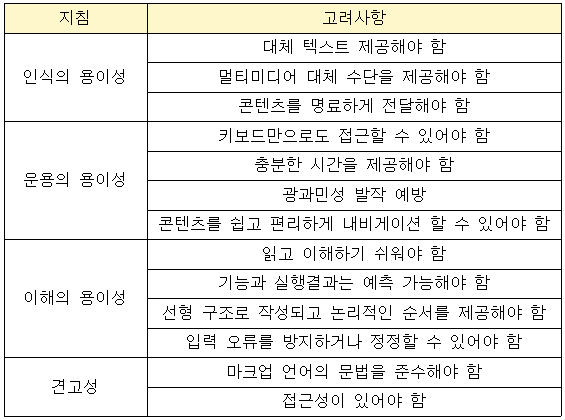 지침 고려사항
인식의 용이성
대체 텍스트 제공해야 함
멀티미디어 대체 수단을 제공해야 함
콘텐츠를 명료하게 전달해야 함
운용의 용이성
키보드만으로도 접근할 수 있어야 함
충분한 시간을 제공해야 함
광과민성 발작 예방
콘텐츠를 쉽고 편리하게 내비게이션 할 수 있어야 함
이해의 용이성
읽고 이해하기 쉬워야 함
기능과 실행결과는 예측 가능해야 함
선형 구조로 작성되고 논리적인 순서를 제공해야 함
입력 오류를 방지하거나 정정할 수 있어야 함
견고성
마크업 언어의 문법을 준수해야 함
접근성이 있어야 함